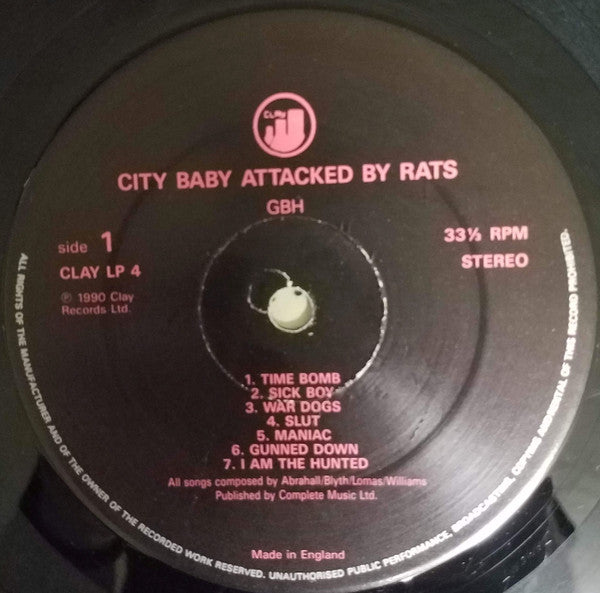 CLAY
CITY BABY ATTACKED BY RATS
GBH
side 1
33⅓ RPM
CLAY LP 4
STEREO
℗ 1990 Clay
Records Ltd.
1. TIME BOMB
2. SICK BOY
3. WAR DOGS
4. SLUT
5. MANIAC
6. GUNNED DOWN
7. I AM THE HUNTED
All songs composed by Abrahall/Blyth/Lomas/Williams
Published by Complete Music Ltd.
Made in England
ALL RIGHTS OF THE MANUFACTURER AND OF THE OWNER OF THE RECORDED WORK RESERVED. UNAUTHORISED PUBLIC PERFORMANCE, BROADCASTING, COPYING AND RENTAL OF THIS RECORD PROHIBITED.